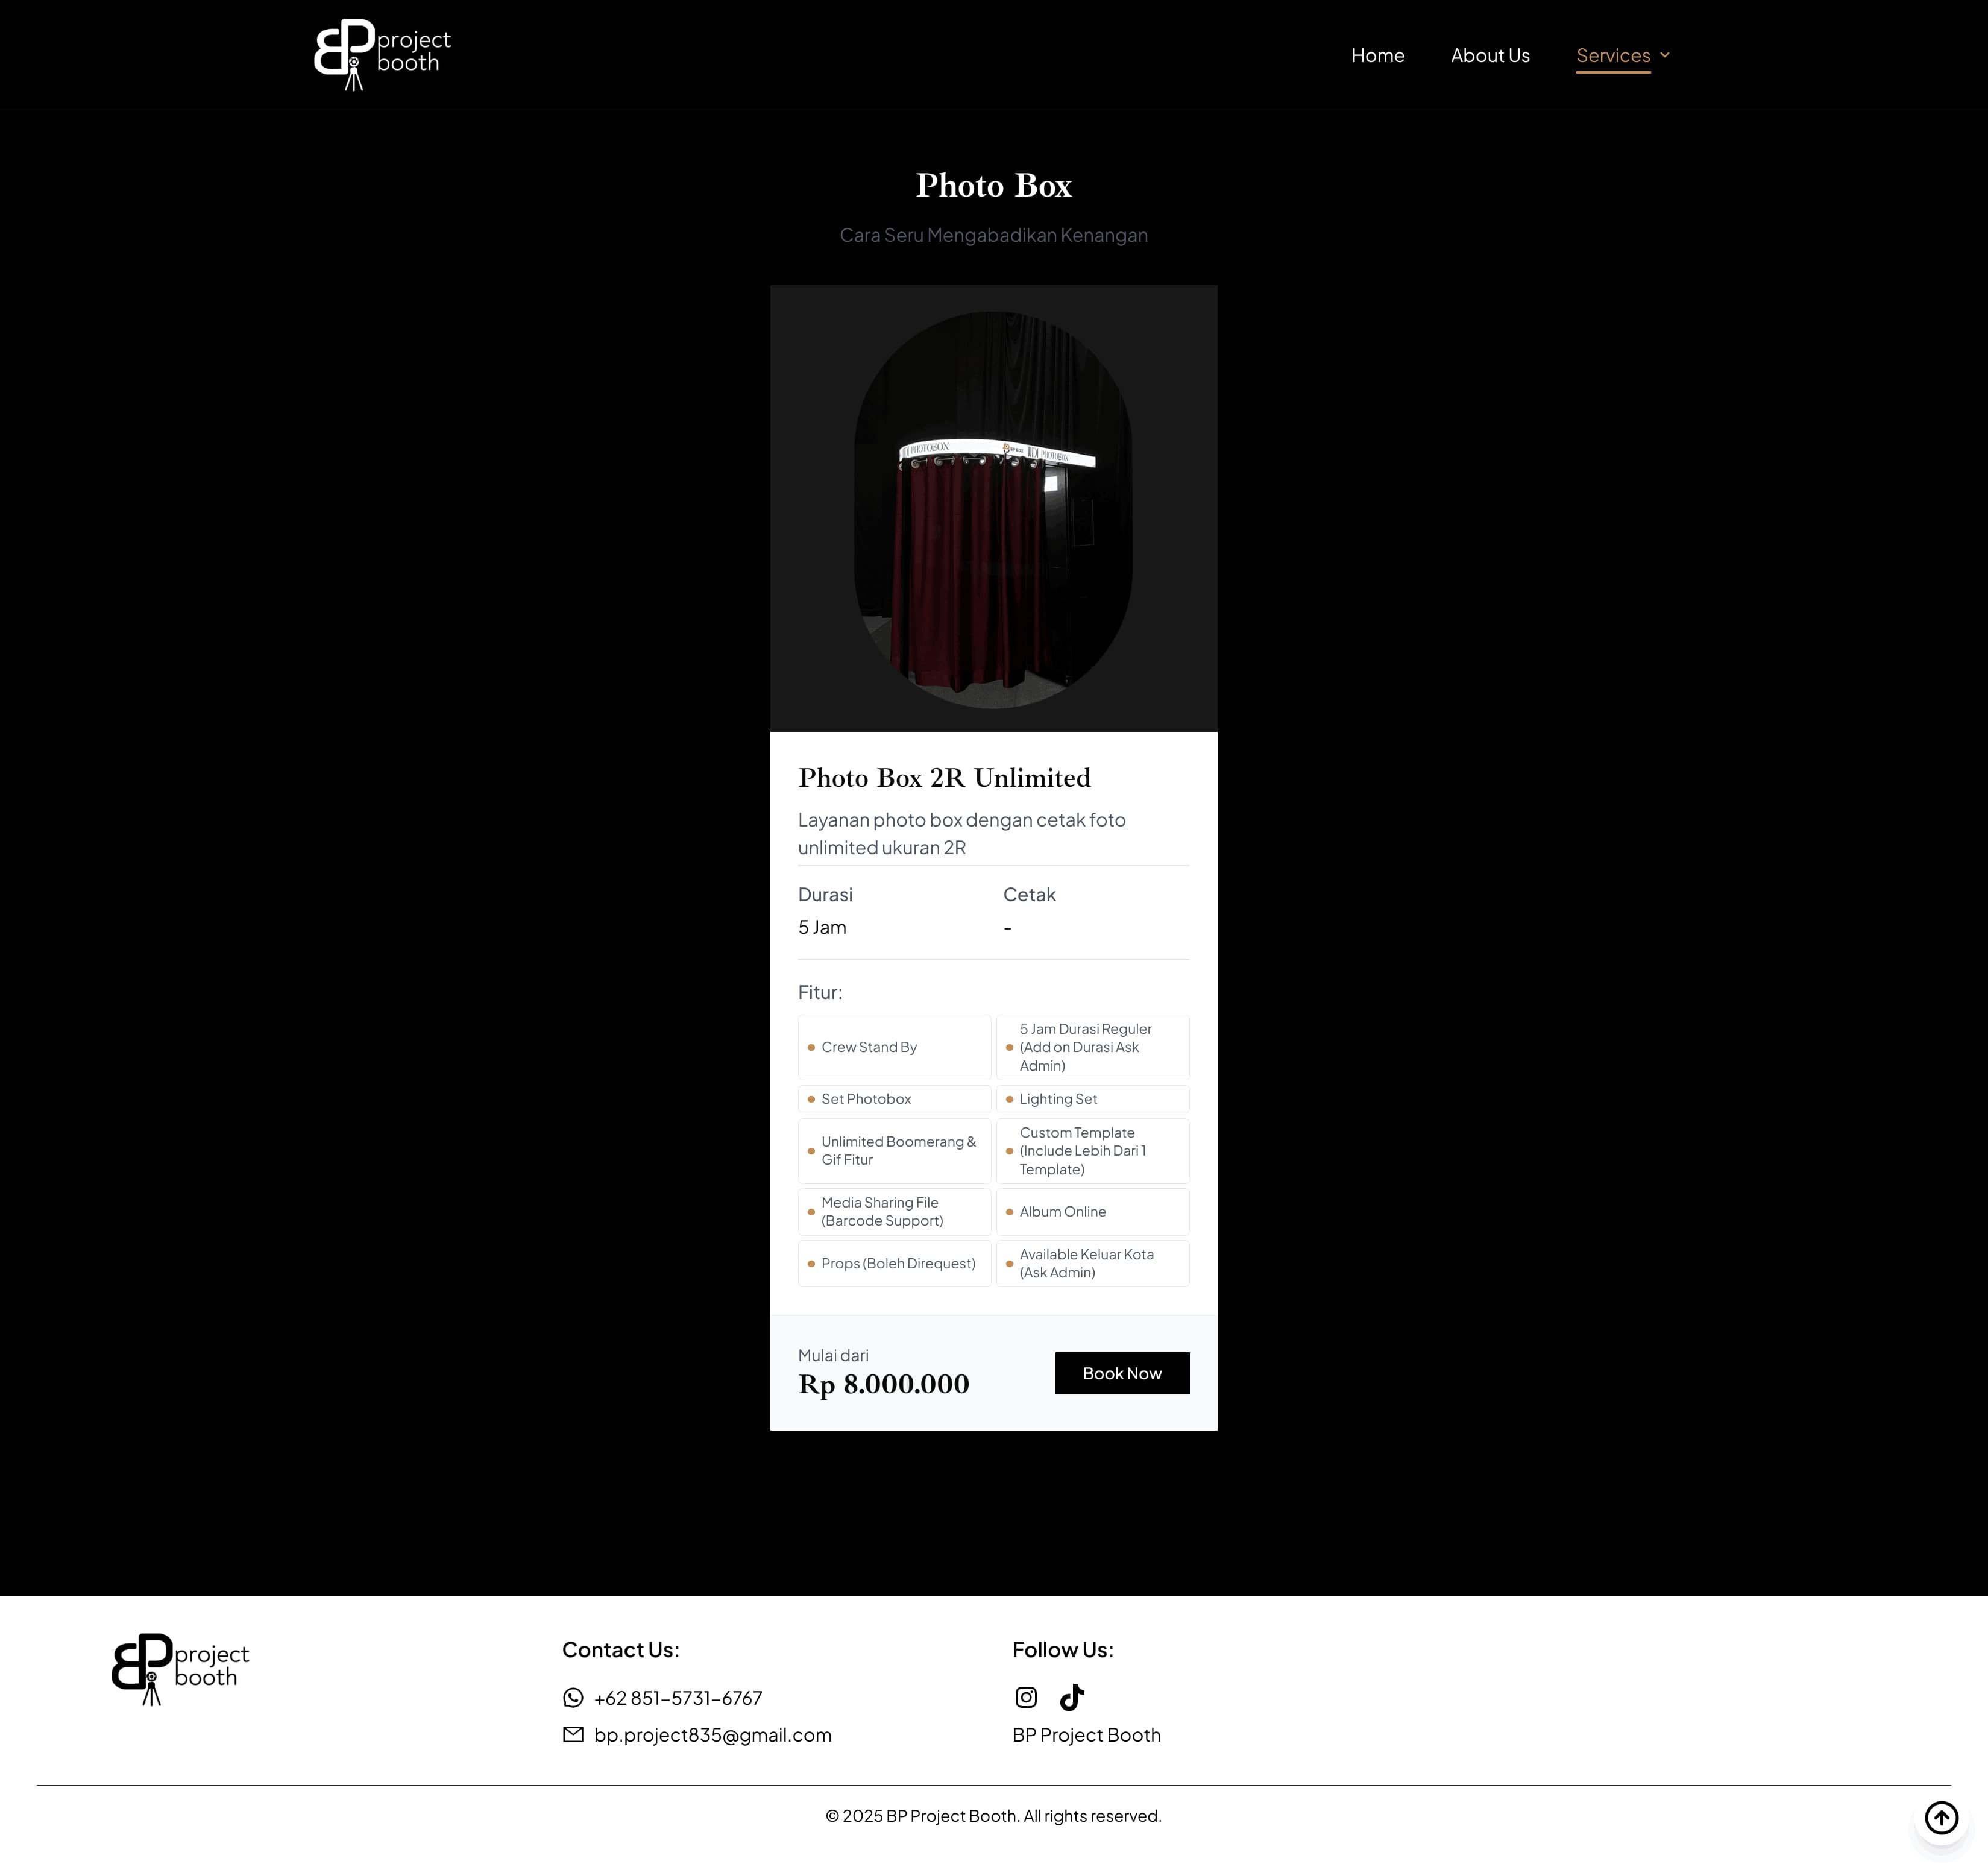 BP project
booth
Home
About Us
Services
Photo Box
Cara Seru Mengabadikan Kenangan
PHOTOBOX
BP BOX
PHOTOBOX
Photo Box 2R Unlimited
Layanan photo box dengan cetak foto
unlimited ukuran 2R
Durasi
Cetak
5 Jam
-
Fitur:
Crew Stand By
5 Jam Durasi Reguler
(Add on Durasi Ask
Admin)
Set Photobox
Lighting Set
Unlimited Boomerang &
Gif Fitur
Custom Template
(Include Lebih Dari 1
Template)
Media Sharing File
(Barcode Support)
Album Online
Props (Boleh Direquest)
Available Keluar Kota
(Ask Admin)
Mulai dari
Rp 8.000.000
Book Now
BP project
booth
Contact Us:
+62 851-5731-6767
bp.project835@gmail.com
Follow Us:
BP Project Booth
© 2025 BP Project Booth. All rights reserved.